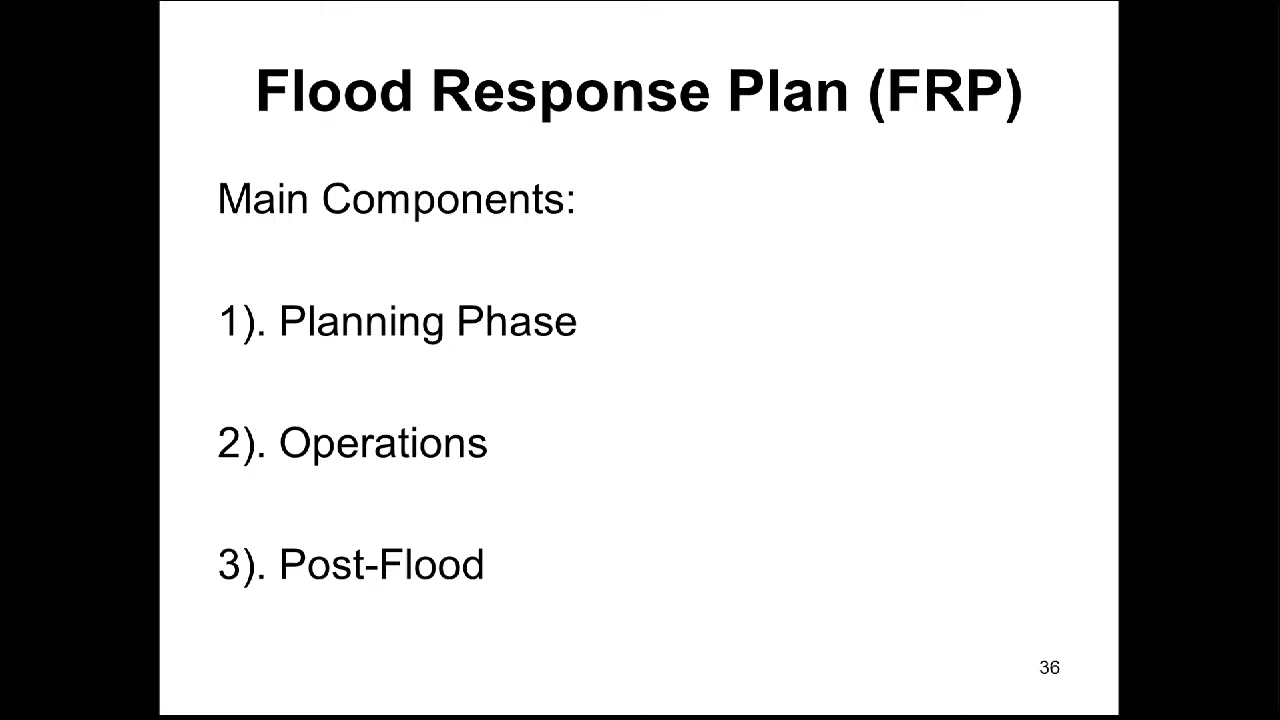 Flood Response Plan (FRP)
Main Components:
1). Planning Phase
2). Operations
3). Post-Flood
36